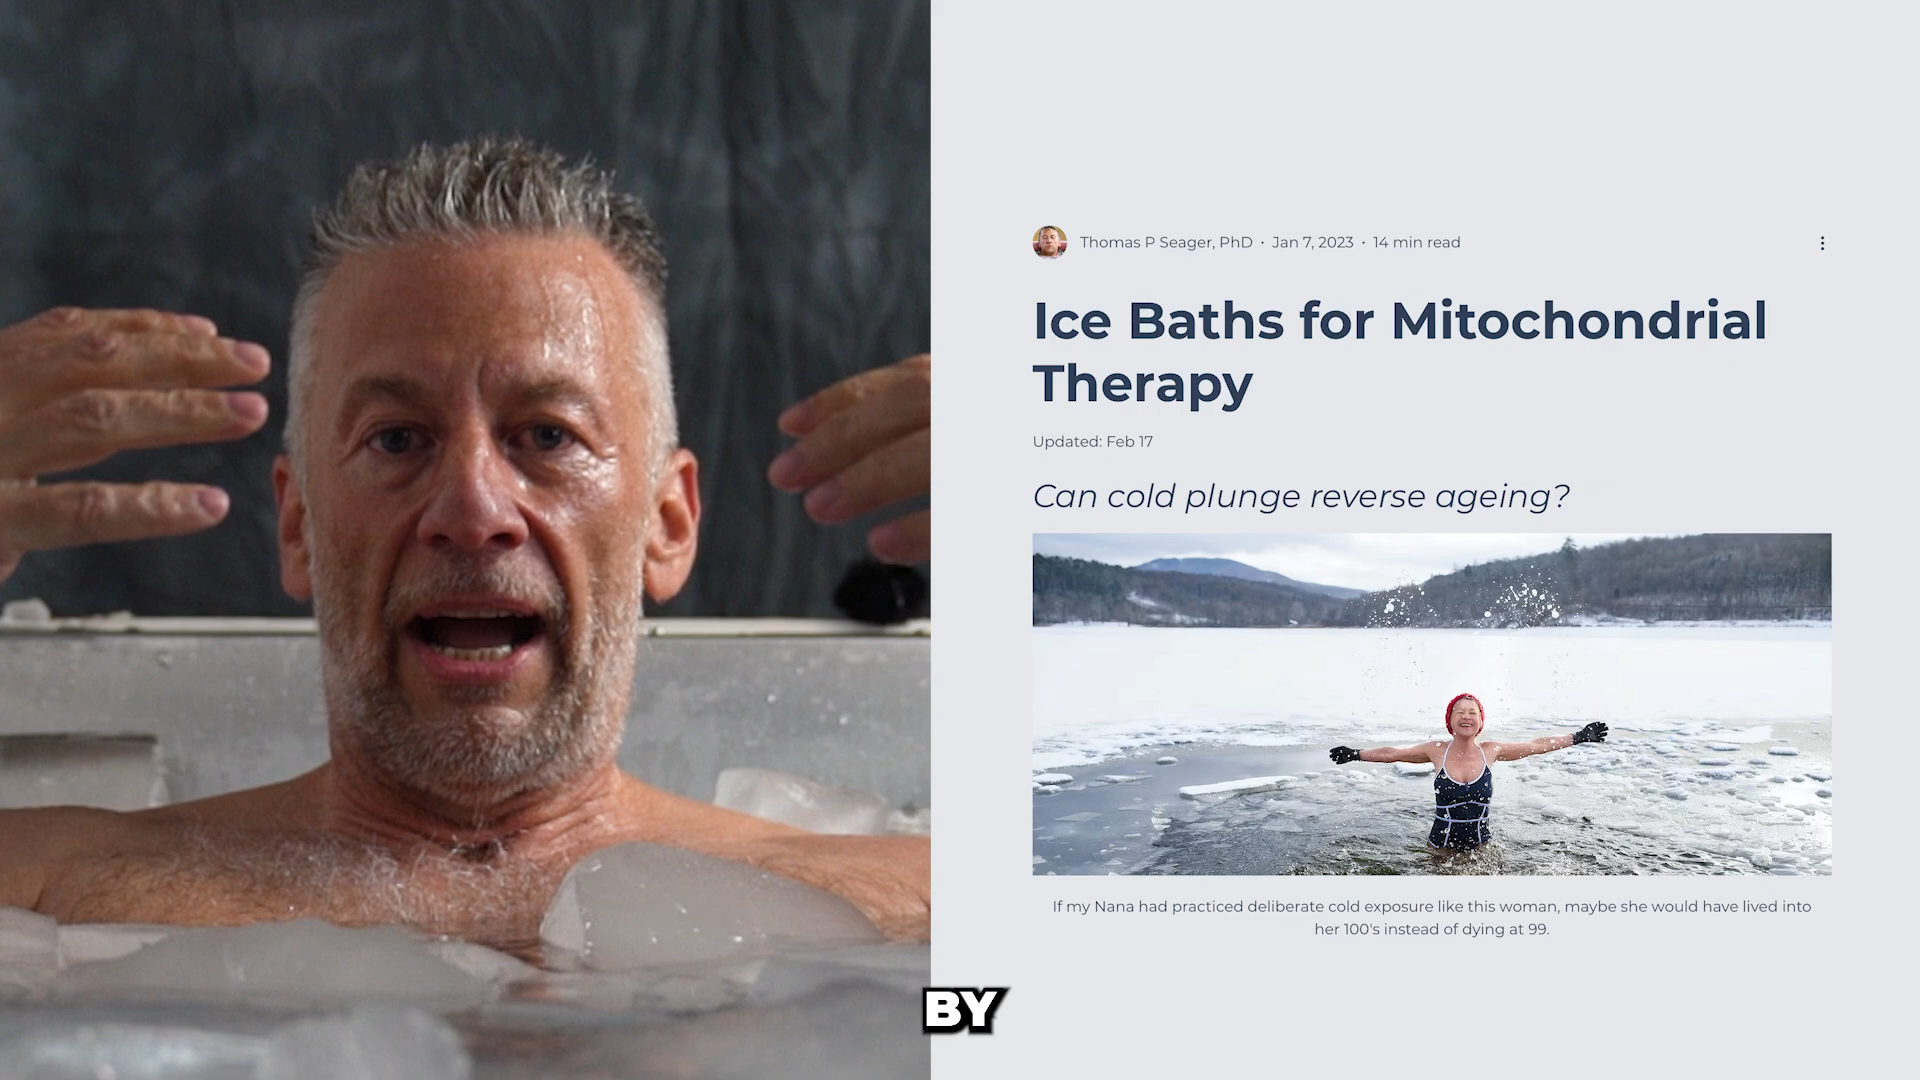 Thomas P Seager, PhD · Jan 7, 2023 · 14 min read
Ice Baths for Mitochondrial
Therapy
Updated: Feb 17
Can cold plunge reverse ageing?
If my Nana had practiced deliberate cold exposure like this woman, maybe she would have lived into
her 100's instead of dying at 99.
BY